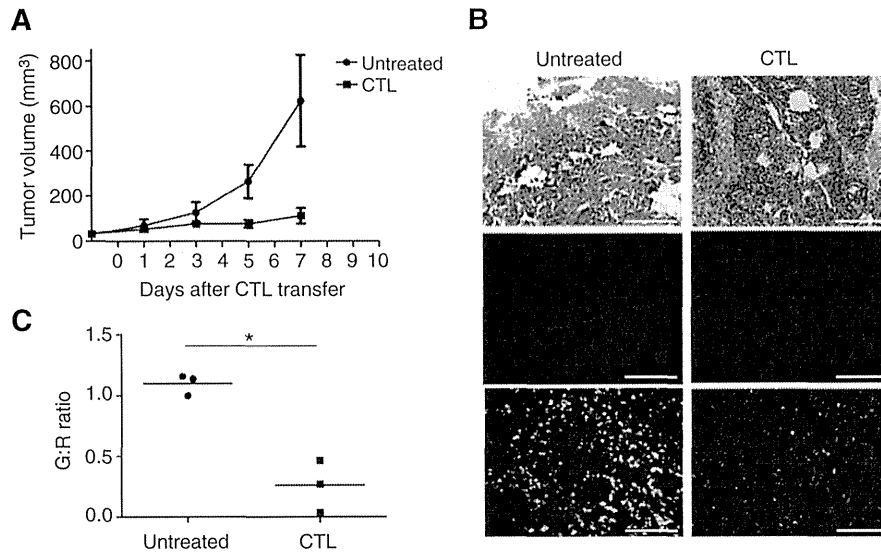 A
Tumor volume (mm³)
800
600
400
200
0
0 1 2 3 4 5 6 7 8 9 10
Days after CTL transfer
Untreated
CTL
B
Untreated
CTL
C
G:R ratio
1.5
1.0
0.5
0.0
*
Untreated
CTL